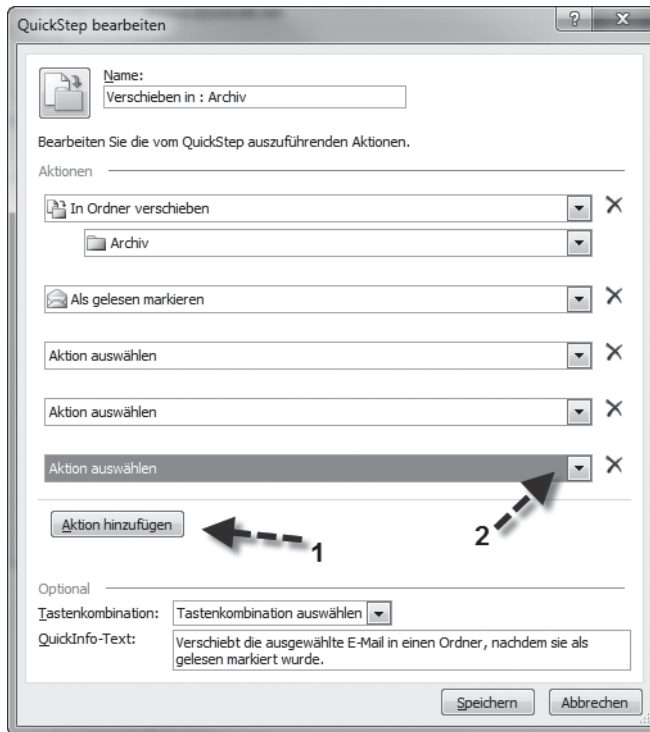 QuickStep bearbeiten
?
X
Name:
Verschieben in : Archiv
Bearbeiten Sie die vom QuickStep auszuführenden Aktionen.
Aktionen
In Ordner verschieben
Archiv
Als gelesen markieren
Aktion auswählen
Aktion auswählen
Aktion auswählen
Aktion hinzufügen
1
2
Optional
Tastenkombination: Tastenkombination auswählen
QuickInfo-Text: Verschiebt die ausgewählte E-Mail in einen Ordner, nachdem sie als
gelesen markiert wurde.
Speichern Abbrechen